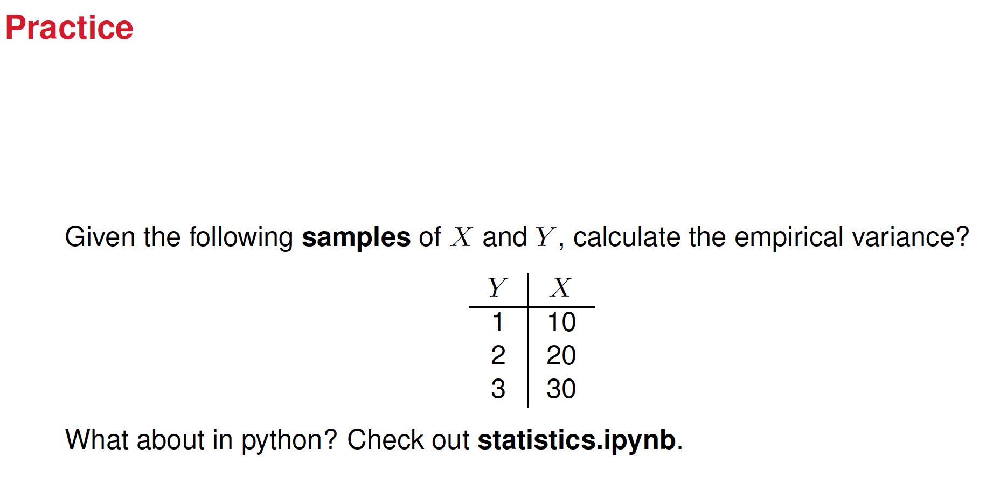 Practice
Given the following samples of X and Y, calculate the empirical variance?
Y X
1 10
2 20
3 30
What about in python? Check out statistics.ipynb.